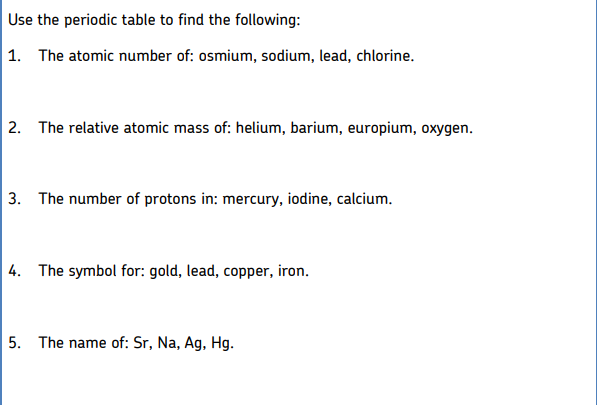 Use the periodic table to find the following:
1. The atomic number of: osmium, sodium, lead, chlorine.
2. The relative atomic mass of: helium, barium, europium, oxygen.
3. The number of protons in: mercury, iodine, calcium.
4. The symbol for: gold, lead, copper, iron.
5. The name of: Sr, Na, Ag, Hg.